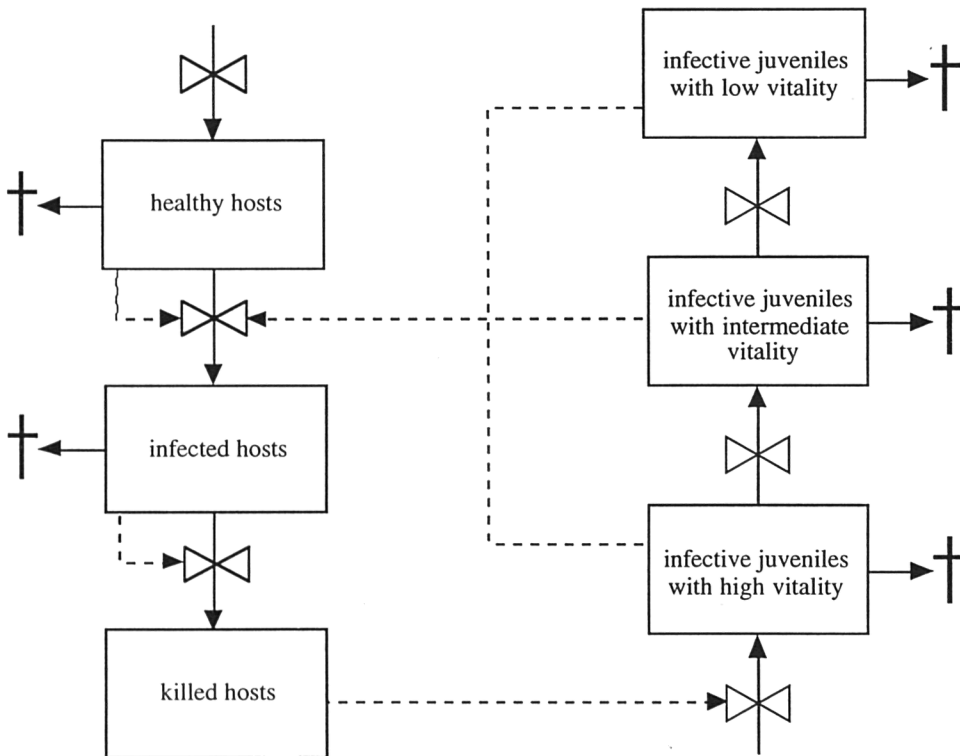 healthy hosts
infected hosts
killed hosts
infective juveniles
with low vitality
infective juveniles
with intermediate
vitality
infective juveniles
with high vitality